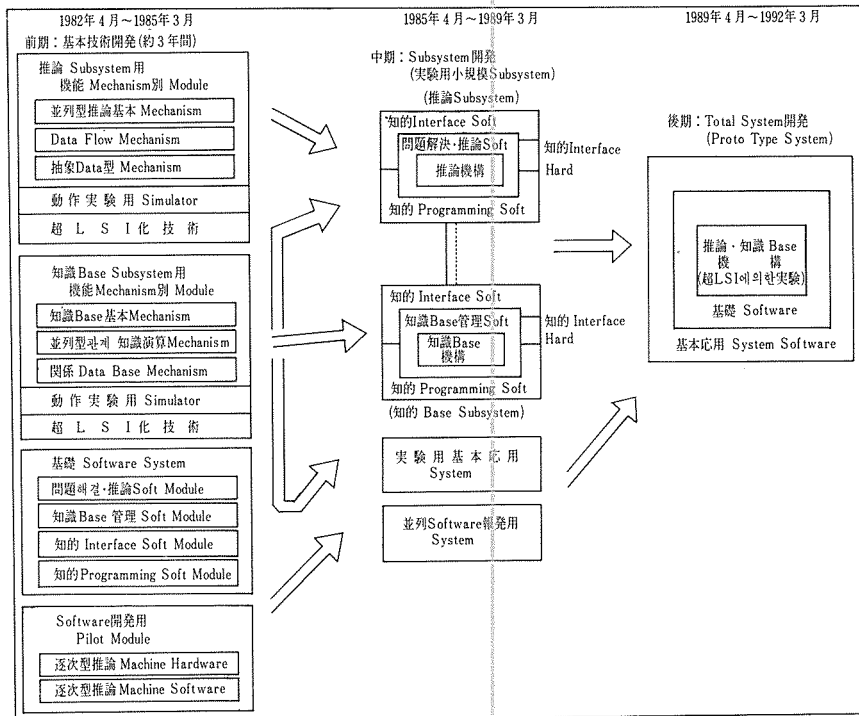 1982年4月~1985年3月
前期：基本技術開発(約3年間)
推論 Subsystem用
機能 Mechanism別 Module
並列型推論基本 Mechanism
Data Flow Mechanism
抽象Data型 Mechanism
動作実験用 Simulator
超LSI化技術
知識Base Subsystem用
機能Mechanism別 Module
知識Base基本Mechanism
並列型관계 知識演算Mechanism
関係 Data Base Mechanism
動作実験用 Simulator
超LSI化技術
基礎 Software System
問題해결・推論Soft Module
知識Base 管理 Soft Module
知的 Interface Soft Module
知的Programming Soft Module
Software開発用
Pilot Module
逐次型推論 Machine Hardware
逐次型推論 Machine Software
1985年4月~1989年3月
中期：Subsystem開発
(実験用小規模Subsystem)
(推論Subsystem)
知的Interface Soft
問題解決・推論Soft
推論機構
知的Interface
Hard
知的 Programming Soft
知的 Interface Soft
知識Base管理Soft
知識Base
機構
知的 Interface
Hard
知的 Programming Soft
(知的 Base Subsystem)
実験用基本応用
System
並列Software報発用
System
1989年4月~1992年3月
後期：Total System開発
(Proto Type System)
推論・知識 Base
機構
(超LSI에의한実験)
基礎 Software
基本応用 System Software